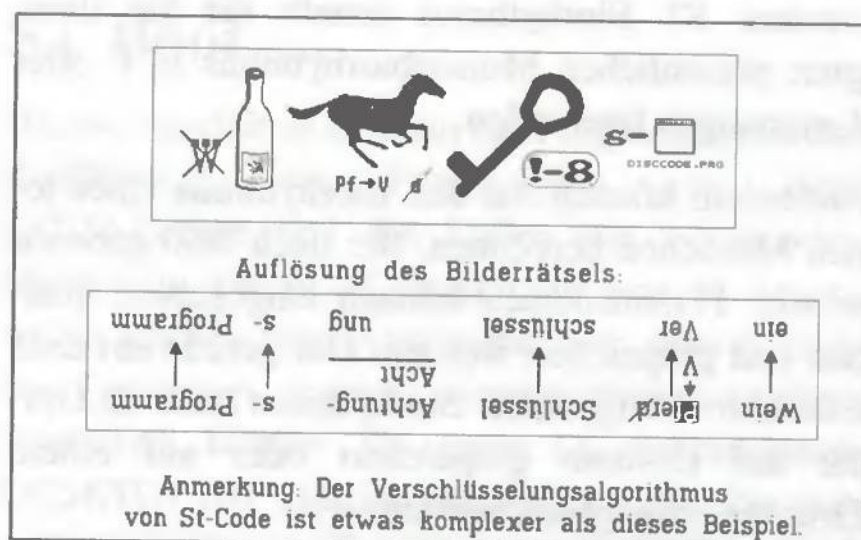 W
s-
Pf→V d
!-8
DISCCODE.PRG
Auflösung des Bilderrätsels:
Wein Pferd Schlüssel Achtung- s- Programm
V Acht
ein Ver schlüssel ung s- Programm
Anmerkung: Der Verschlüsselungsalgorithmus
von St-Code ist etwas komplexer als dieses Beispiel.